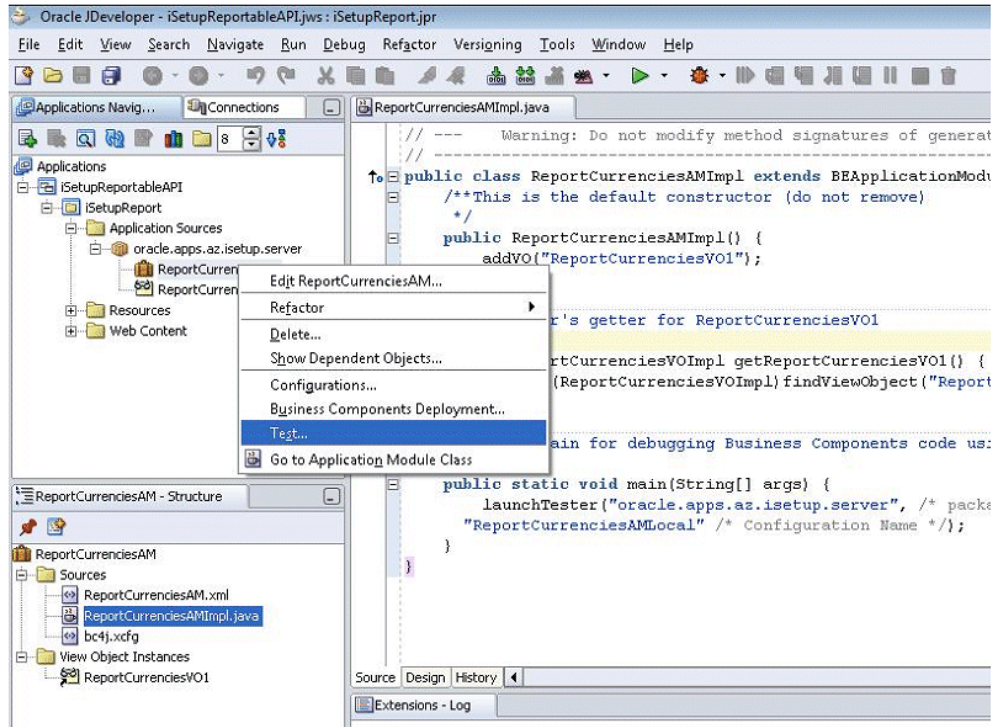 Oracle JDeveloper - iSetupReportableAPI.jws : iSetupReport.jpr
File Edit View Search Navigate Run Debug Refactor Versioning Tools Window Help
Applications Navig... Connections
8
Applications
iSetupReportableAPI
iSetupReport
Application Sources
oracle.apps.az.isetup.server
ReportCurren
ReportCurren
Resources
Web Content
Edit ReportCurrenciesAM...
Refactor
Delete...
Show Dependent Objects...
Configurations...
Business Components Deployment...
Test...
Go to Application Module Class
ReportCurrenciesAMImpl.java
// --- Warning: Do not modify method signatures of generat
// ---
public class ReportCurrenciesAMImpl extends BEApplicationModu
/**This is the default constructor (do not remove)
*/
public ReportCurrenciesAMImpl() {
addVO("ReportCurrenciesVO1");
r's getter for ReportCurrenciesVO1
rtCurrenciesVOImpl getReportCurrenciesVO1() {
(ReportCurrenciesVOImpl)findViewObject("Report
ain for debugging Business Components code usi
public static void main(String[] args) {
launchTester("oracle.apps.az.isetup.server", /* packa
"ReportCurrenciesAMLocal" /* Configuration Name */);
}
}
ReportCurrenciesAM - Structure
ReportCurrenciesAM
Sources
ReportCurrenciesAM.xml
ReportCurrenciesAMImpl.java
bc4j.xcfg
View Object Instances
ReportCurrenciesVO1
Source Design History
Extensions - Log